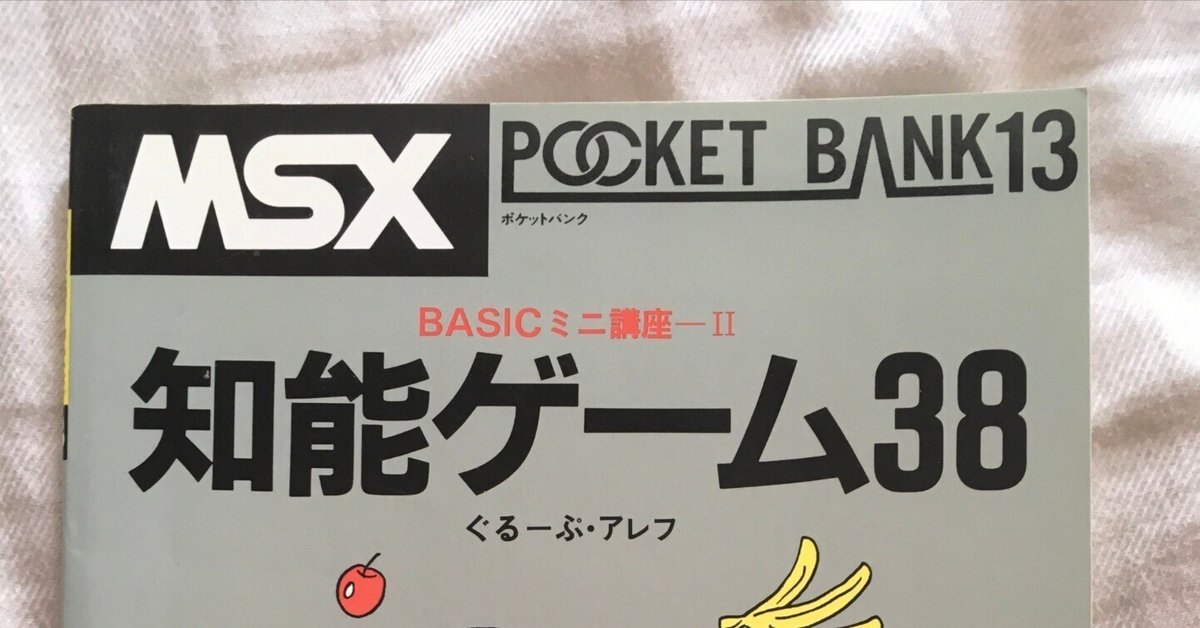 MSX
POCKET BANK13
ポケットバンク
BASICミニ講座—II
知能ゲーム38
ぐるーぷ・アレフ